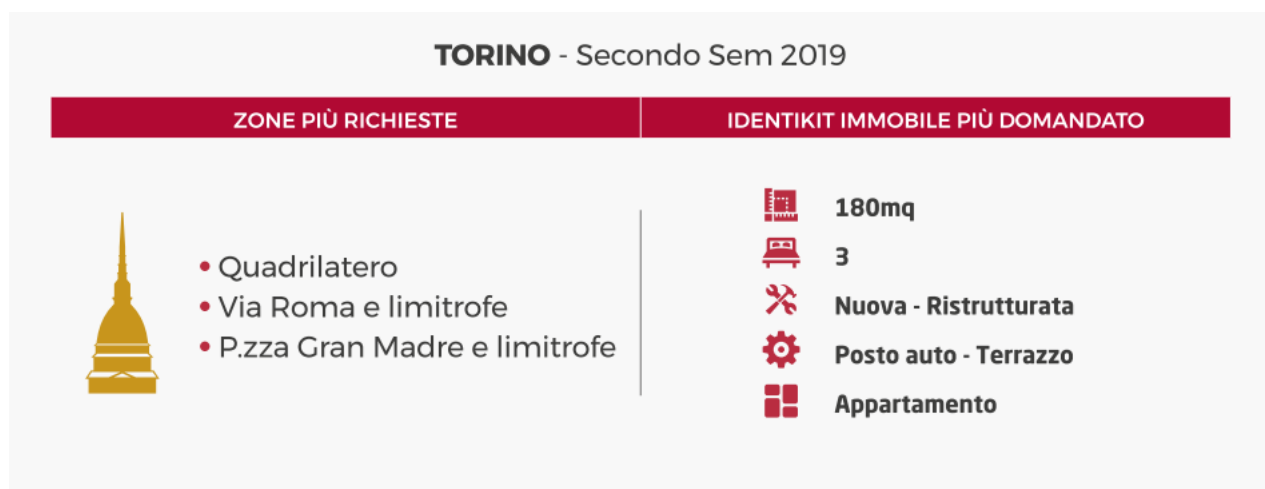 TORINO - Secondo Sem 2019
ZONE PIÙ RICHIESTE
• Quadrilatero
• Via Roma e limitrofe
• P.zza Gran Madre e limitrofe
IDENTIKIT IMMOBILE PIÙ DOMANDATO
180mq
3
Nuova - Ristrutturata
Posto auto - Terrazzo
Appartamento